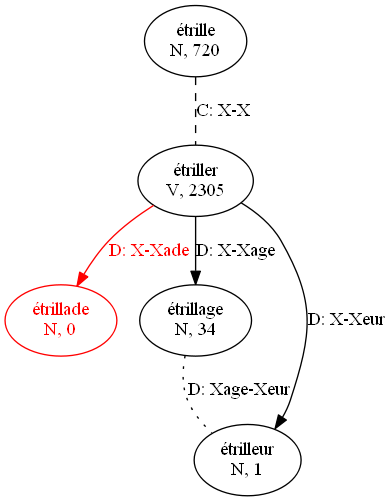 étrille
N, 720
C: X-X
étriller
V, 2305
D: X-Xade
D: X-Xage
étrillade
N, 0
étrillage
N, 34
D: X-Xeur
D: Xage-Xeur
étrilleur
N, 1